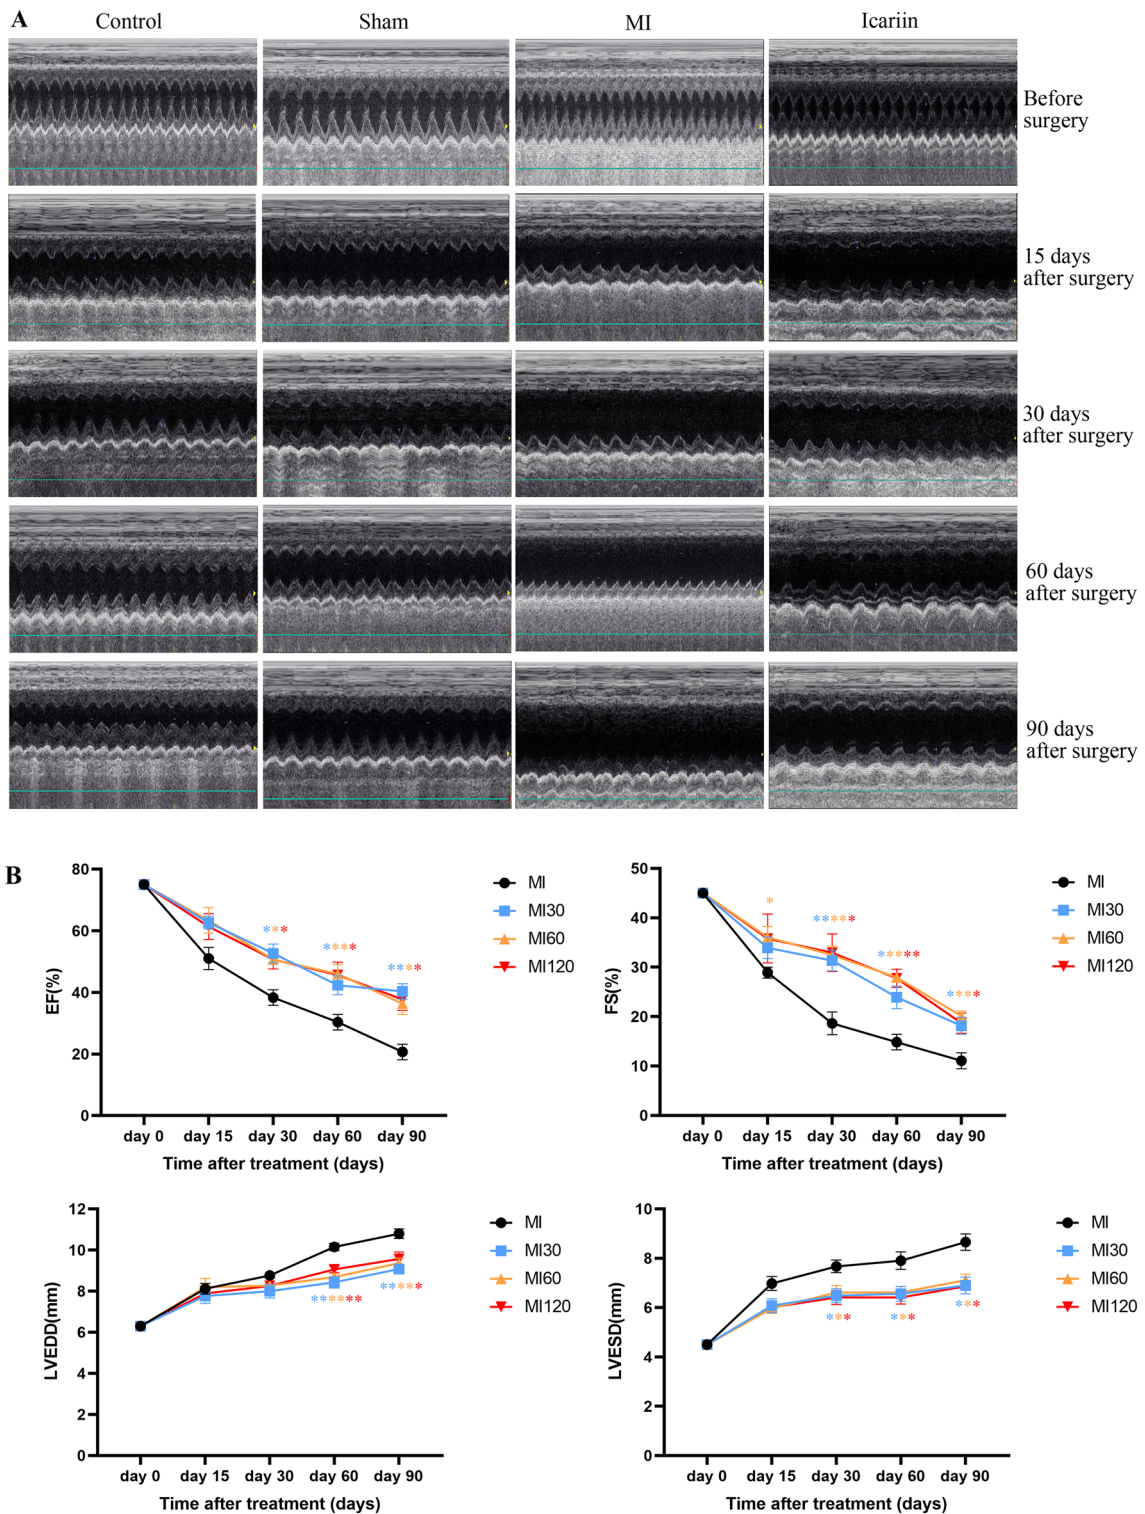 A
Control
Sham
MI
Icariin
Before
surgery
15 days
after surgery
30 days
after surgery
60 days
after surgery
90 days
after surgery
B
80
60
40
20
0
EF(%)
day 0 day 15 day 30 day 60 day 90
Time after treatment (days)
***
****
****
MI
MI30
MI60
MI120
50
40
30
20
10
0
FS(%)
day 0 day 15 day 30 day 60 day 90
Time after treatment (days)
*
*****
*****
****
MI
MI30
MI60
MI120
12
10
8
6
4
2
0
LVEDD(mm)
day 0 day 15 day 30 day 60 day 90
Time after treatment (days)
******
*****
MI
MI30
MI60
MI120
10
8
6
4
2
0
LVESD(mm)
day 0 day 15 day 30 day 60 day 90
Time after treatment (days)
***
***
***
MI
MI30
MI60
MI120